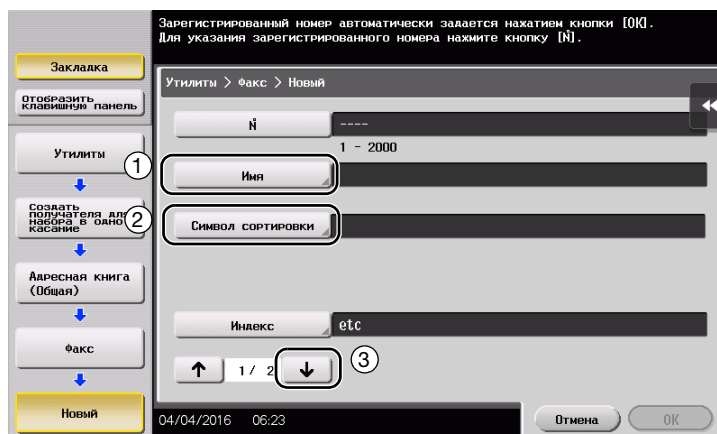 Зарегистрированный номер автоматически задается нажатием кнопки [OK].
Для указания зарегистрированного номера нажмите кнопку [№].
Закладка
Отобразить
клавишную панель
Утилиты > Факс > Новый
№
----
1 - 2000
Утилиты
1
Имя
Создать
получателя для
набора в одно
касание
2
Символ сортировки
Адресная книга
(Общая)
Индекс
etc
Факс
↑ 1/ 2 ↓
3
Новый
04/04/2016 06:23
Отмена
OK